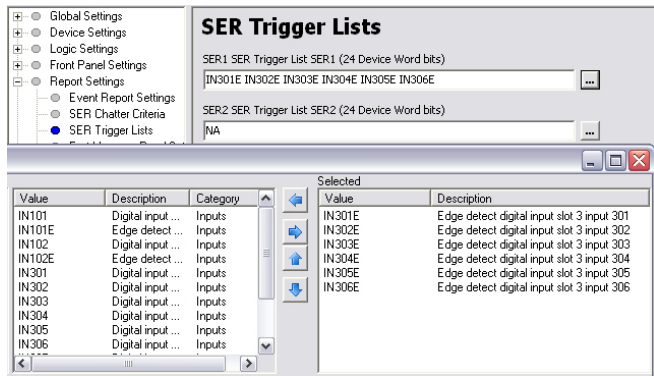 Global Settings
Device Settings
Logic Settings
Front Panel Settings
Report Settings
Event Report Settings
SER Chatter Criteria
SER Trigger Lists
SER Trigger Lists
SER1 SER Trigger List SER1 (24 Device Word bits)
IN301E IN302E IN303E IN304E IN305E IN306E
...
SER2 SER Trigger List SER2 (24 Device Word bits)
NA
...
Value Description Category
IN101 Digital input ... Inputs
IN101E Edge detect ... Inputs
IN102 Digital input ... Inputs
IN102E Edge detect ... Inputs
IN301 Digital input ... Inputs
IN302 Digital input ... Inputs
IN303 Digital input ... Inputs
IN304 Digital input ... Inputs
IN305 Digital input ... Inputs
IN306 Digital input ... Inputs
Selected
Value Description
IN301E Edge detect digital input slot 3 input 301
IN302E Edge detect digital input slot 3 input 302
IN303E Edge detect digital input slot 3 input 303
IN304E Edge detect digital input slot 3 input 304
IN305E Edge detect digital input slot 3 input 305
IN306E Edge detect digital input slot 3 input 306